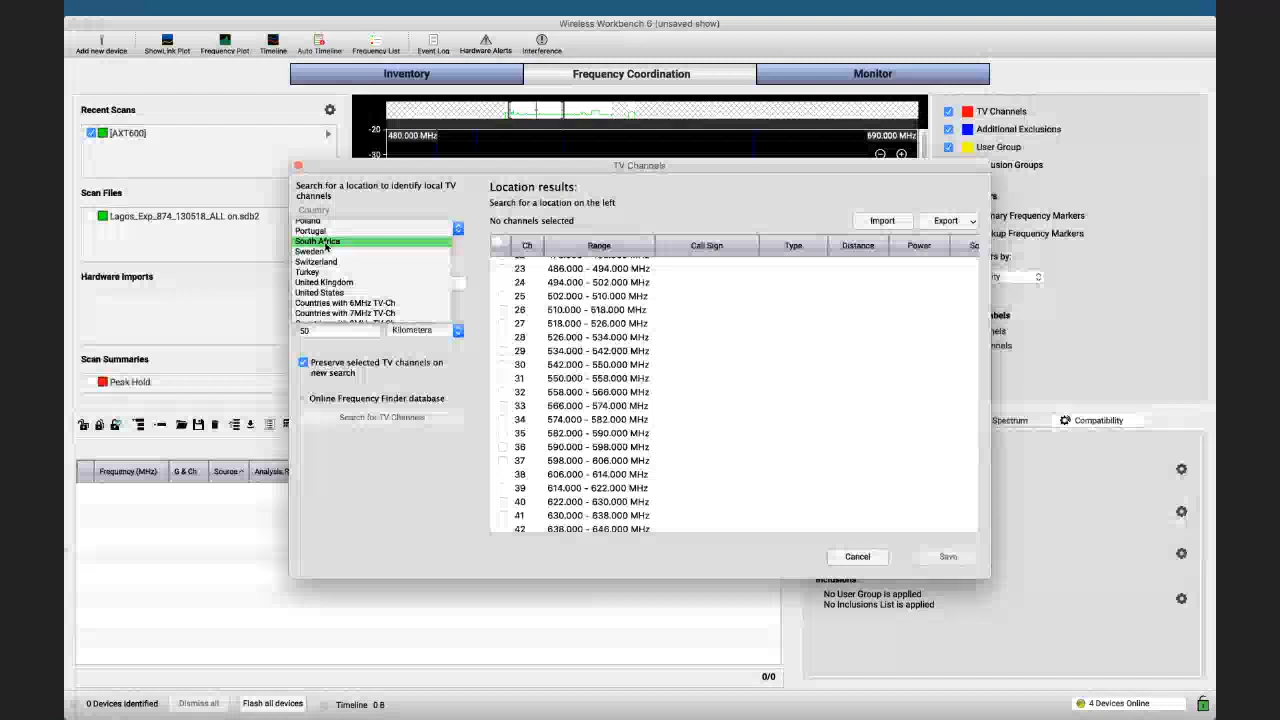 Wireless Workbench 6 (unsaved show)
Add new device
ShowLink Plot
Frequency Plot
Timeline
Auto Timeline
Frequency List
Event Log
Hardware Alerts
Interference
Inventory
Frequency Coordination
Monitor
Recent Scans
[AXT600]
Scan Files
Lagos_Exp_874_130518_ALL on.sdb2
Hardware Imports
Scan Summaries
Peak Hold
-20
480.000 MHz
690.000 MHz
-30
TV Channels
Additional Exclusions
User Group
TV Channels
Search for a location to identify local TV
channels
Country
Poland
Portugal
South Africa
Sweden
Switzerland
Turkey
United Kingdom
United States
Countries with 6MHz TV-Ch
Countries with 7MHz TV-Ch
50
Kilometers
Preserve selected TV channels on
new search
Online Frequency Finder database
Search for TV Channels
Location results:
Search for a location on the left
No channels selected
Import
Export
Ch Range Call Sign Type Distance Power
23 486.000 - 494.000 MHz
24 494.000 - 502.000 MHz
25 502.000 - 510.000 MHz
26 510.000 - 518.000 MHz
27 518.000 - 526.000 MHz
28 526.000 - 534.000 MHz
29 534.000 - 542.000 MHz
30 542.000 - 550.000 MHz
31 550.000 - 558.000 MHz
32 558.000 - 566.000 MHz
33 566.000 - 574.000 MHz
34 574.000 - 582.000 MHz
35 582.000 - 590.000 MHz
36 590.000 - 598.000 MHz
37 598.000 - 606.000 MHz
38 606.000 - 614.000 MHz
39 614.000 - 622.000 MHz
40 622.000 - 630.000 MHz
41 630.000 - 638.000 MHz
42 638.000 - 646.000 MHz
Cancel
Save
Groups
Frequency Markers
Frequency Markers
Spectrum
Compatibility
Frequency (MHz)
G & Ch
Source
Inclusions
No User Group is applied
No Inclusions List is applied
0/0
0 Devices identified
Dismiss all
Flash all devices
Timeline 0 B
4 Devices Online